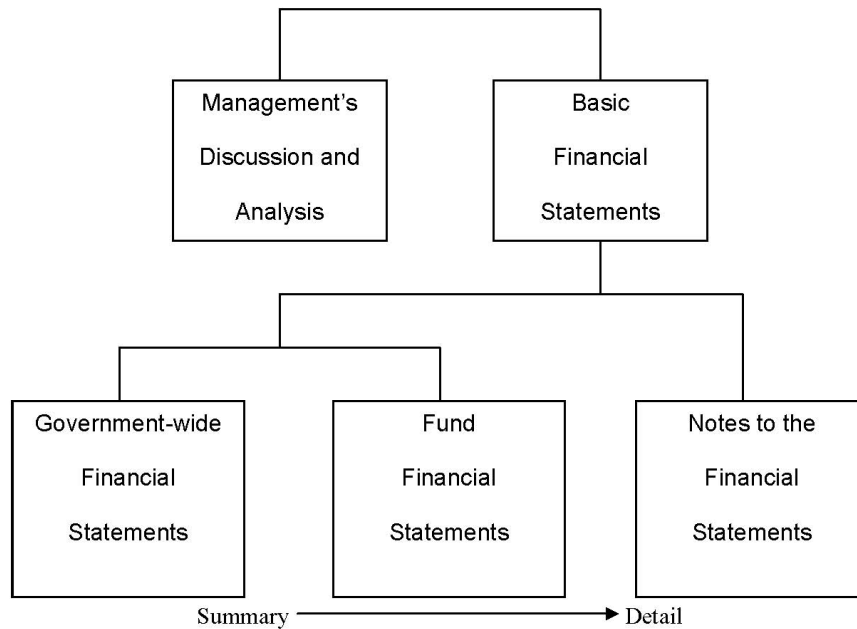 Management’s
Discussion and
Analysis
Basic
Financial
Statements
Government-wide
Financial
Statements
Fund
Financial
Statements
Notes to the
Financial
Statements
Summary
Detail